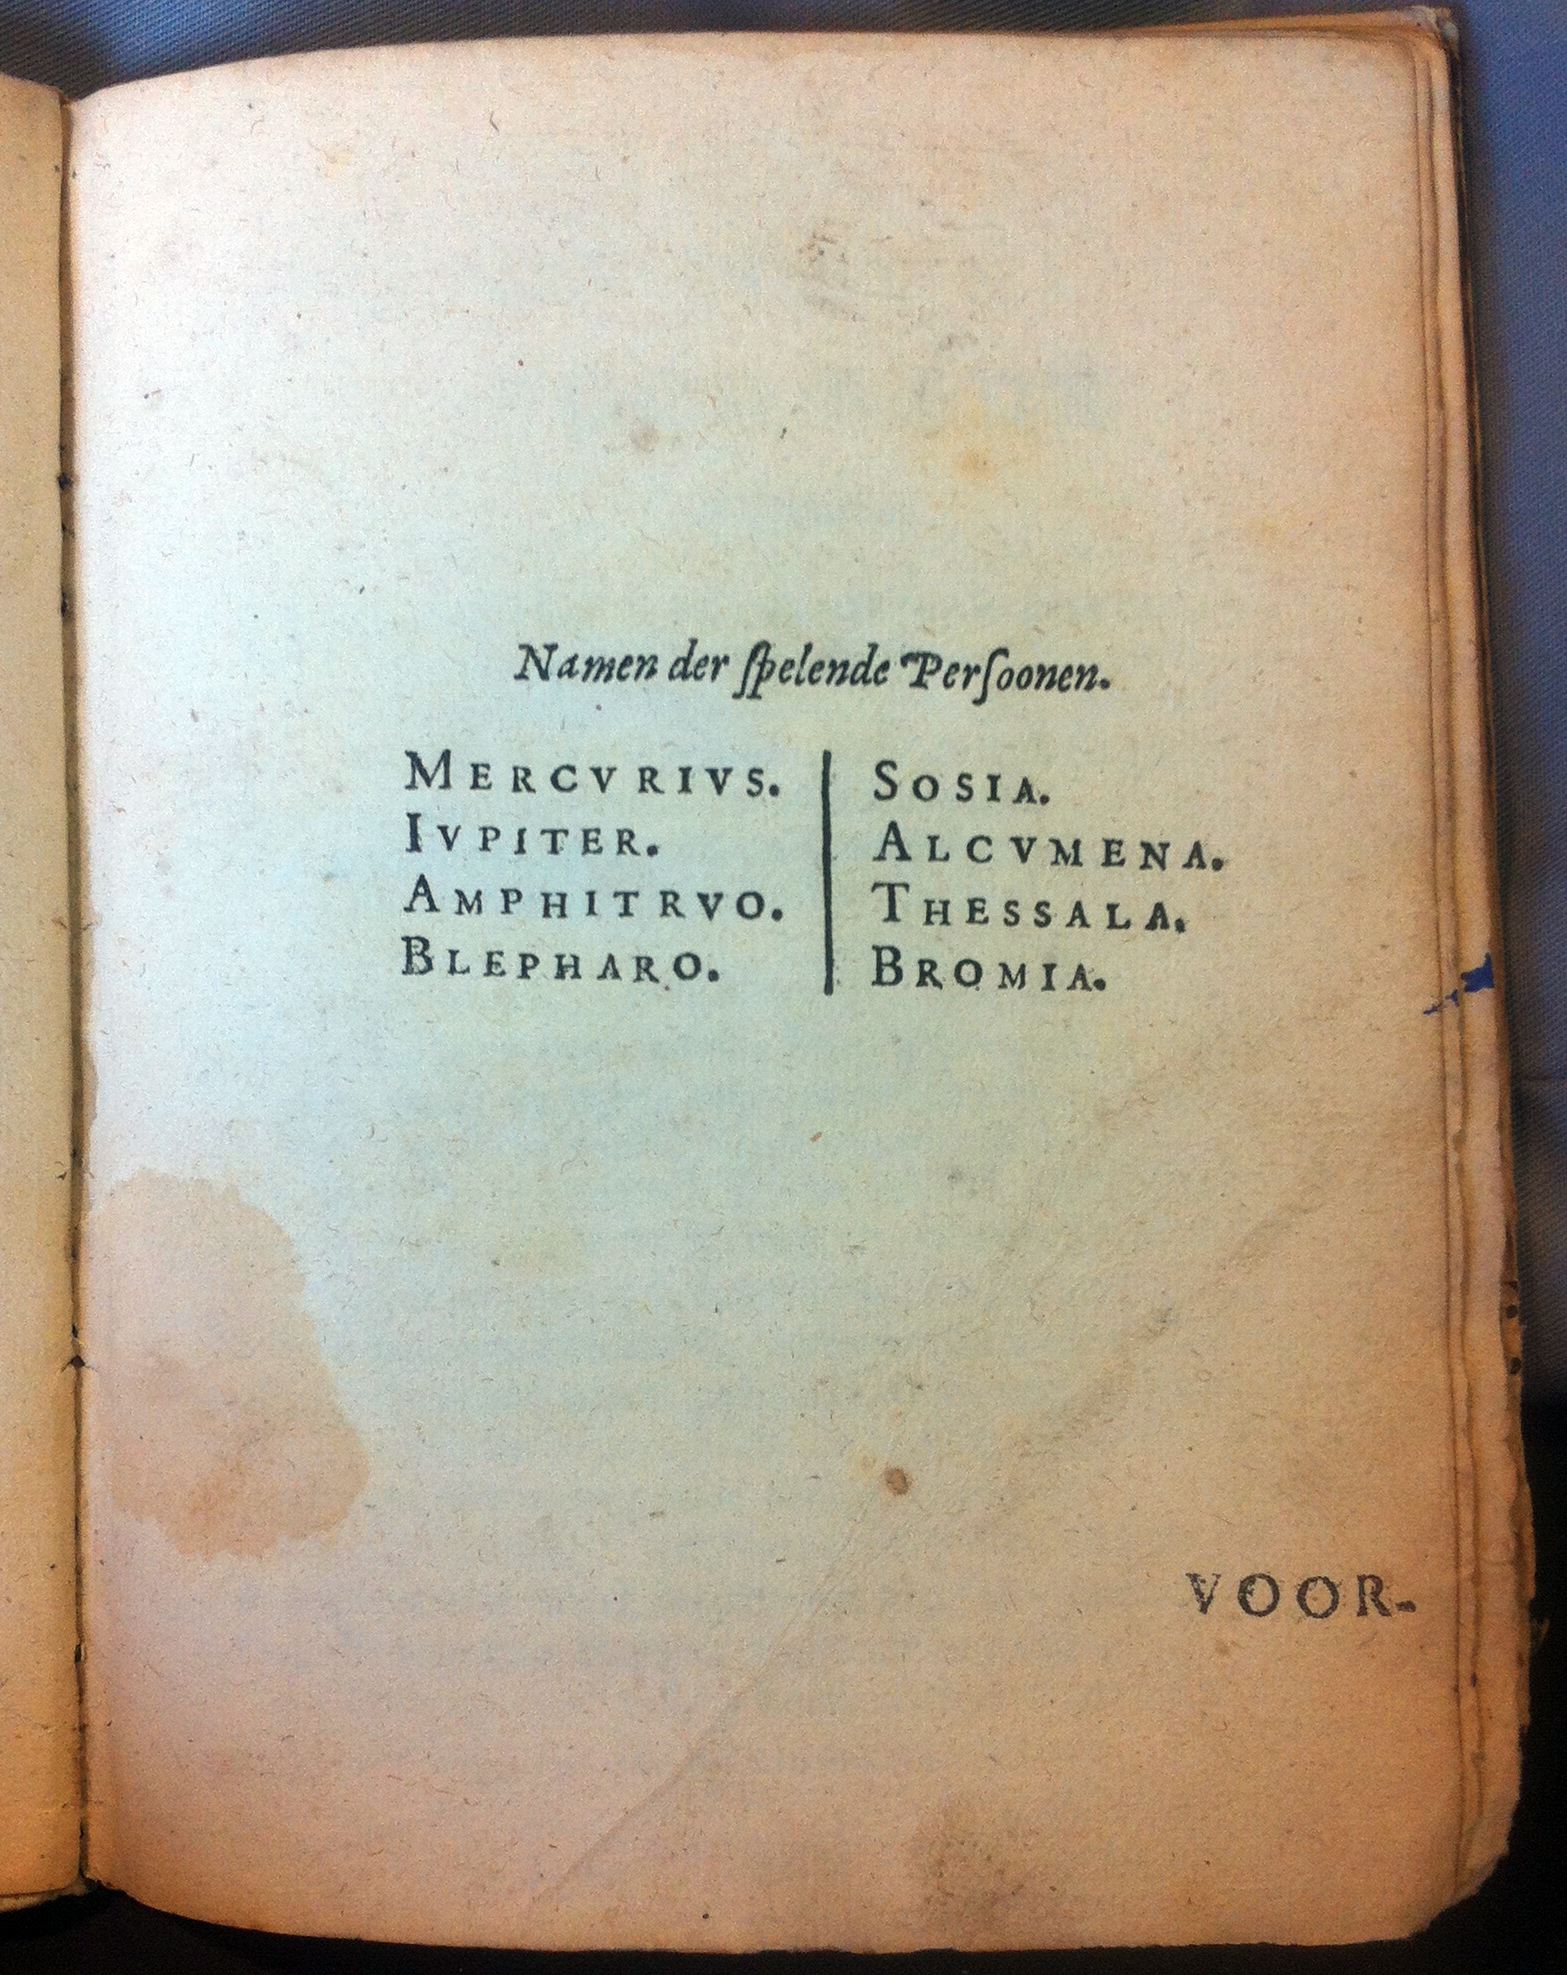 Namen der ſpelende Perſoonen.
MERCVRIVS.
IVPITER.
AMPHITRVO.
BLEPHARO.
SOSIA.
ALCVMENA.
THESSALA.
BROMIA.
VOOR-